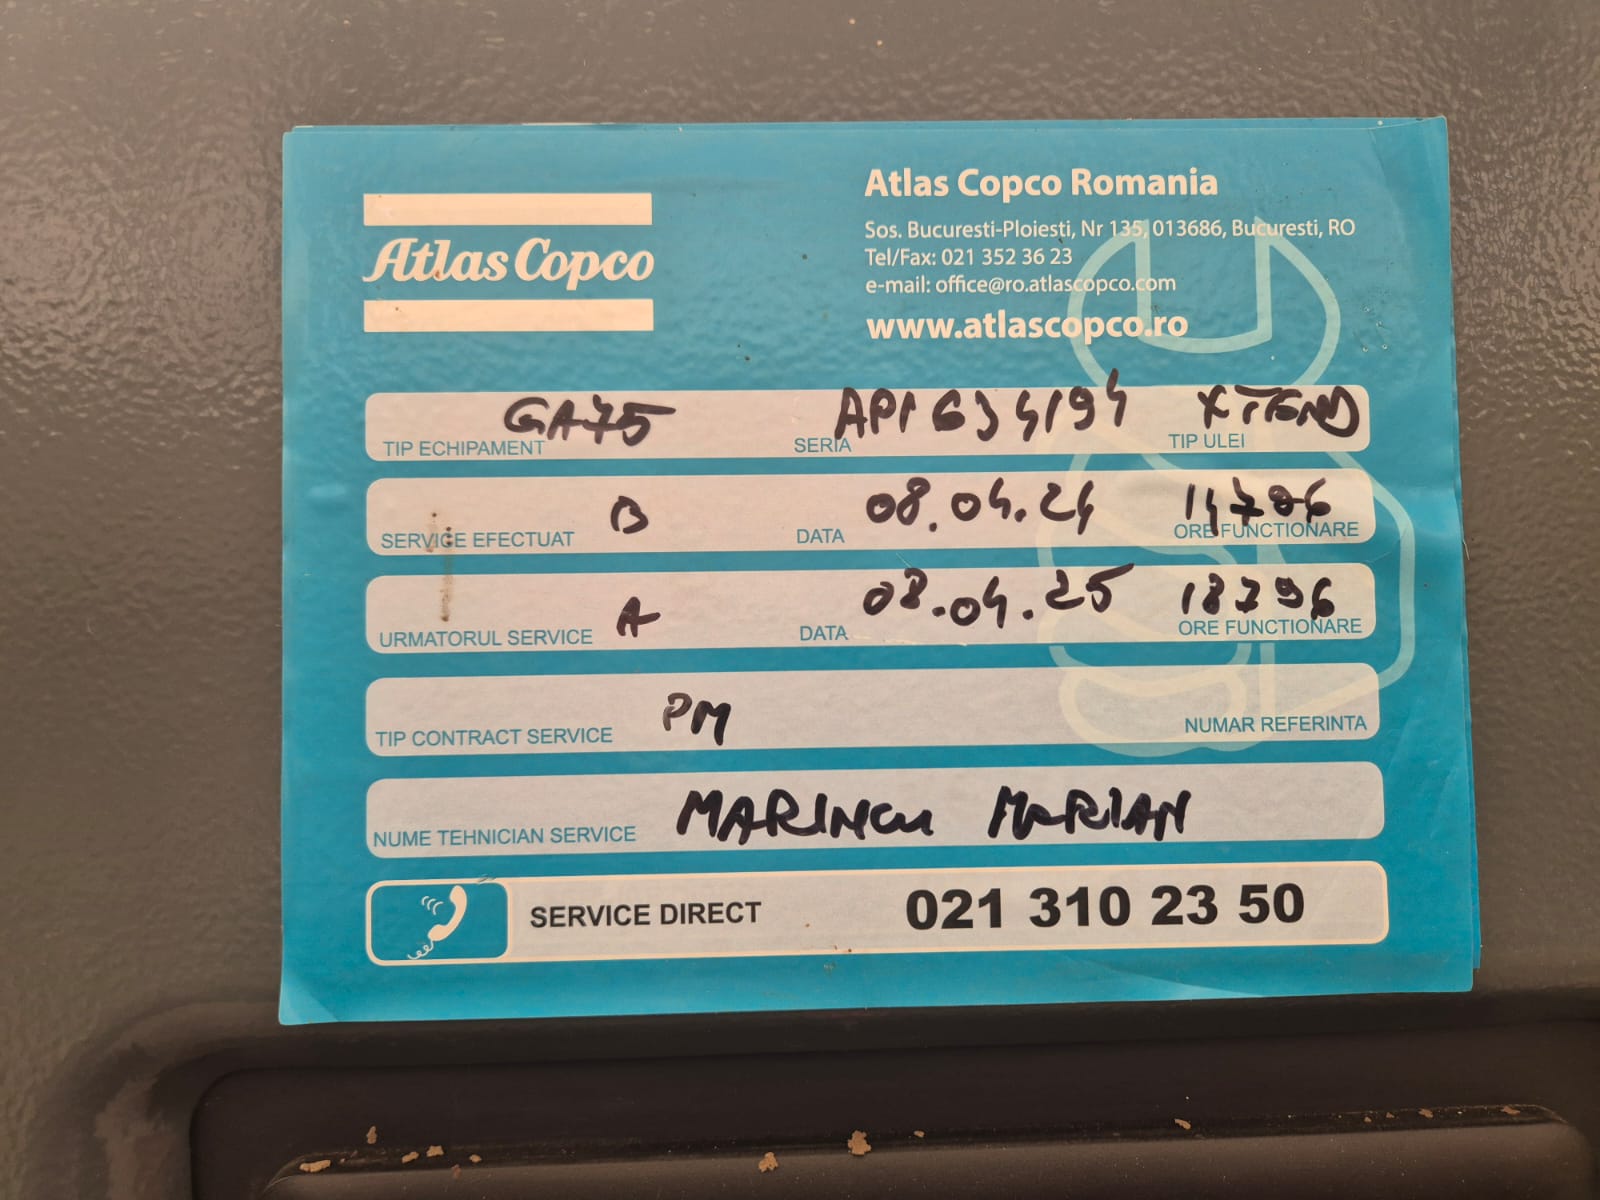 Atlas Copco
Atlas Copco Romania
Sos. Bucuresti-Ploiesti, Nr 135, 013686, Bucuresti, RO
Tel/Fax: 021 352 36 23
e-mail: office@ro.atlascopco.com
www.atlascopco.ro
TIP ECHIPAMENT GA75 SERIA API634194 TIP ULEI XTEND
SERVICE EFECTUAT B DATA 08.04.24 ORE FUNCTIONARE
URMATORUL SERVICE A DATA 08.04.25 ORE FUNCTIONARE 18796
TIP CONTRACT SERVICE PM NUMAR REFERINTA
NUME TEHNICIAN SERVICE MARINCU MARIAN
SERVICE DIRECT 021 310 23 50